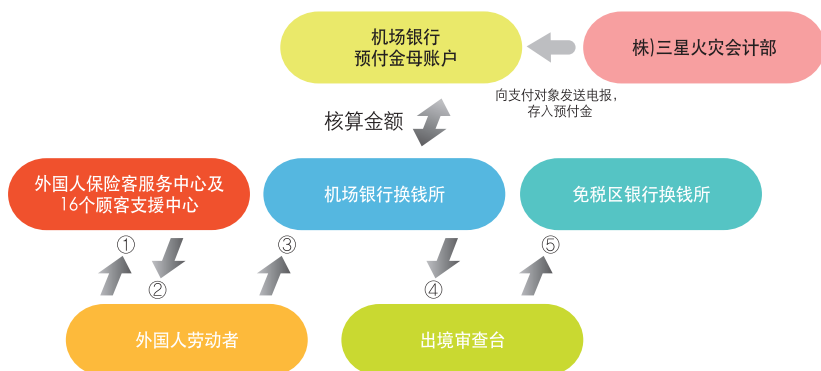 机场银行
预付金母账户
株)三星火灾会计部
向支付对象发送电报，
存入预付金
核算金额
外国人保险客服务中心及
16个顾客支援中心
机场银行换钱所
免税区银行换钱所
①
②
③
④
⑤
外国人劳动者
出境审查台